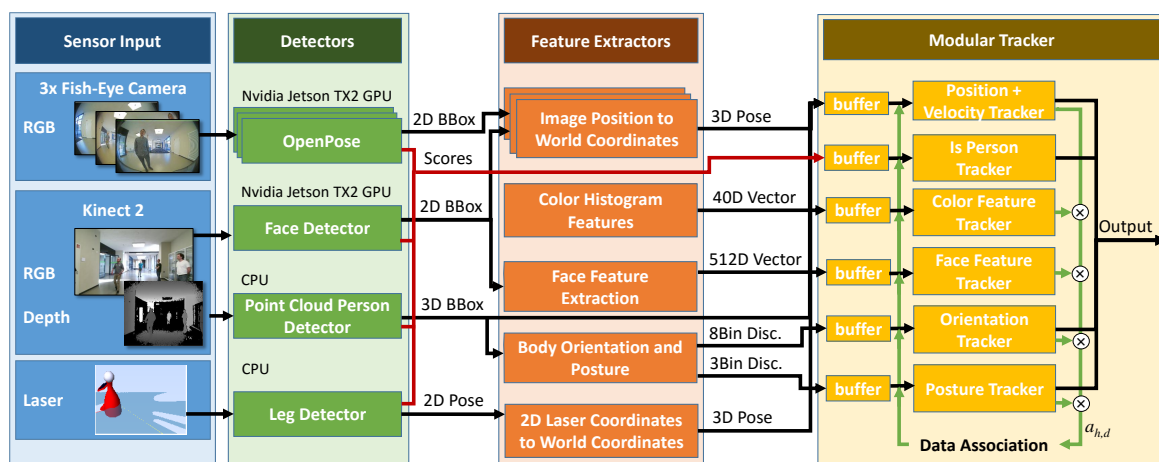 Sensor Input
3x Fish-Eye Camera
RGB
Kinect 2
RGB
Depth
Laser
Detectors
Nvidia Jetson TX2 GPU
OpenPose
Nvidia Jetson TX2 GPU
Face Detector
CPU
Point Cloud Person
Detector
CPU
Leg Detector
2D BBox
Scores
2D BBox
3D BBox
2D Pose
Feature Extractors
Image Position to
World Coordinates
Color Histogram
Features
Face Feature
Extraction
Body Orientation and
Posture
2D Laser Coordinates
to World Coordinates
3D Pose
40D Vector
512D Vector
8Bin Disc.
3Bin Disc.
3D Pose
Modular Tracker
buffer
Position +
Velocity Tracker
buffer
Is Person
Tracker
buffer
Color Feature
Tracker
buffer
Face Feature
Tracker
buffer
Orientation
Tracker
buffer
Posture Tracker
Output
a_{h,d}
Data Association